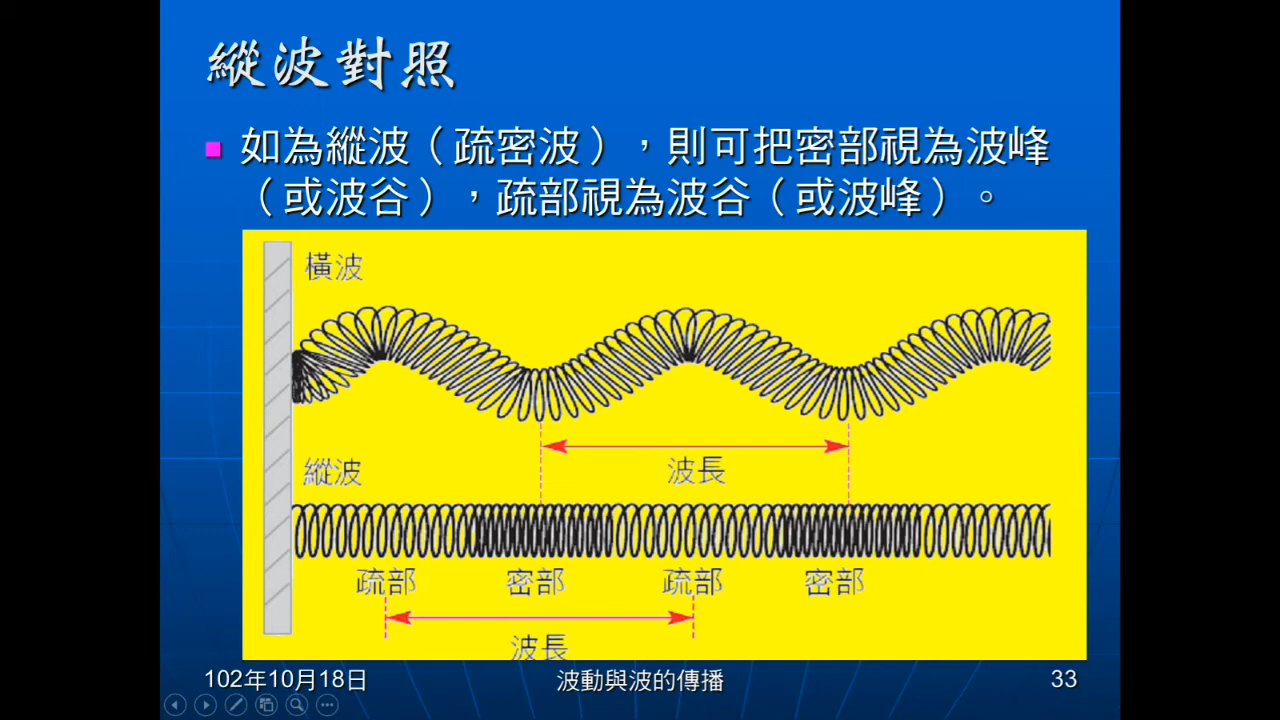 縱波對照
如為縱波（疏密波），則可把密部視為波峰
（或波谷），疏部視為波谷（或波峰）。
橫波
波長
縱波
疏部 密部 疏部 密部
波長
102年10月18日 波動與波的傳播 33